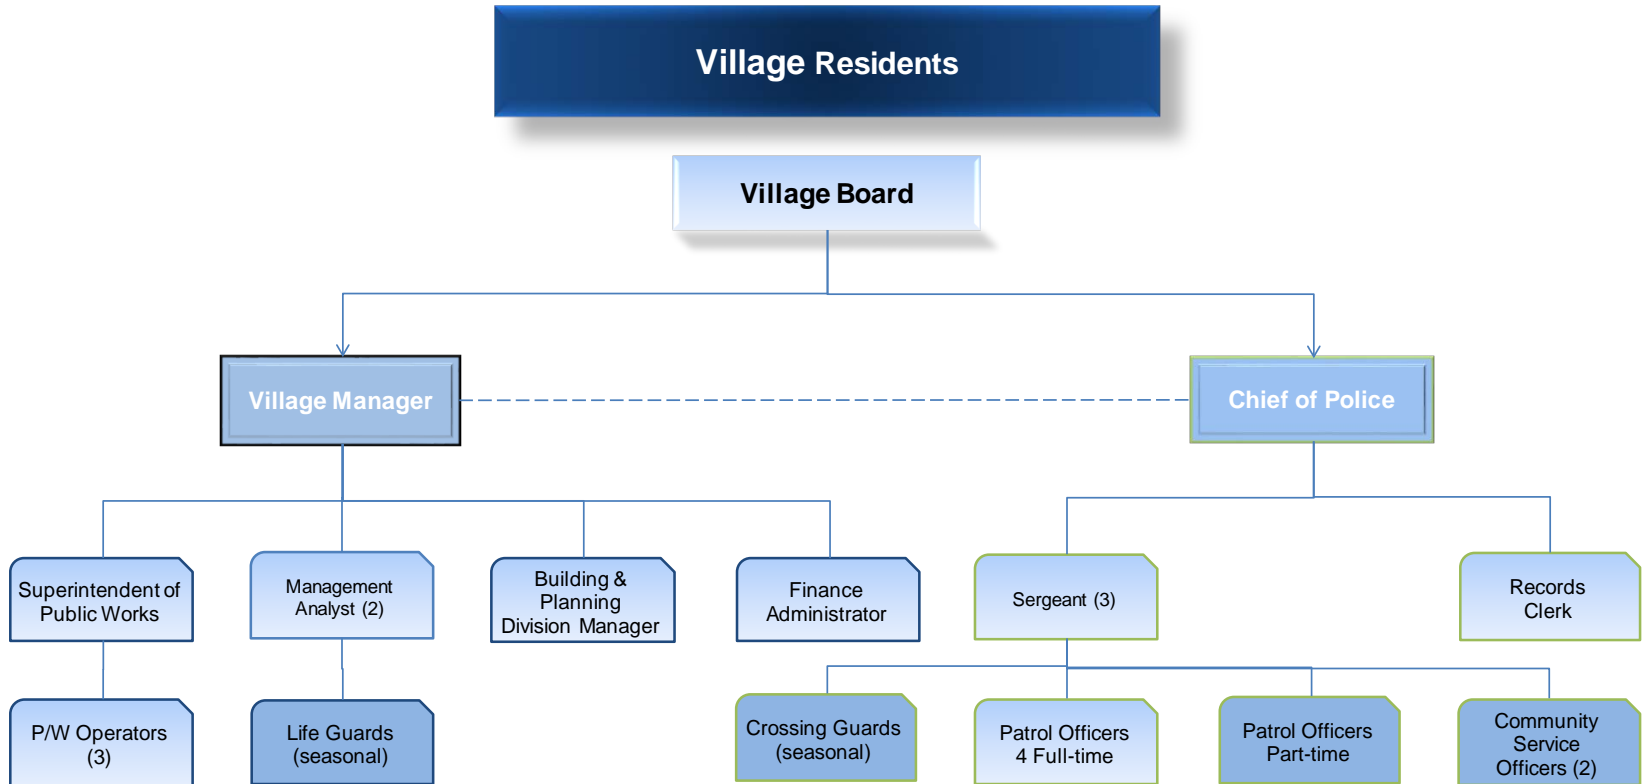 Village Residents
Village Board
Village Manager
Chief of Police
Superintendent of
Public Works
Management
Analyst (2)
Building &
Planning
Division Manager
Finance
Administrator
Sergeant (3)
Records
Clerk
P/W Operators
(3)
Life Guards
(seasonal)
Crossing Guards
(seasonal)
Patrol Officers
4 Full-time
Patrol Officers
Part-time
Community
Service
Officers (2)